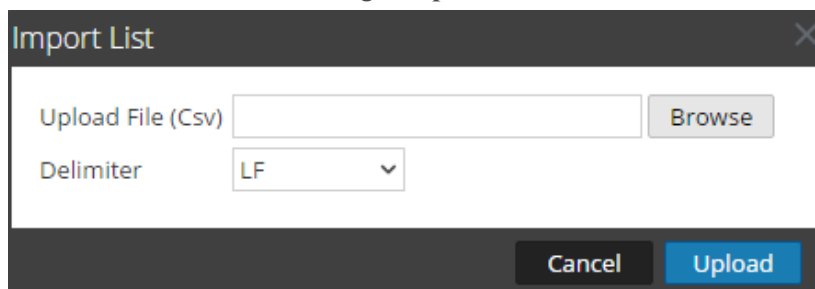 Import List
Upload File (Csv) Browse
Delimiter LF
Cancel Upload